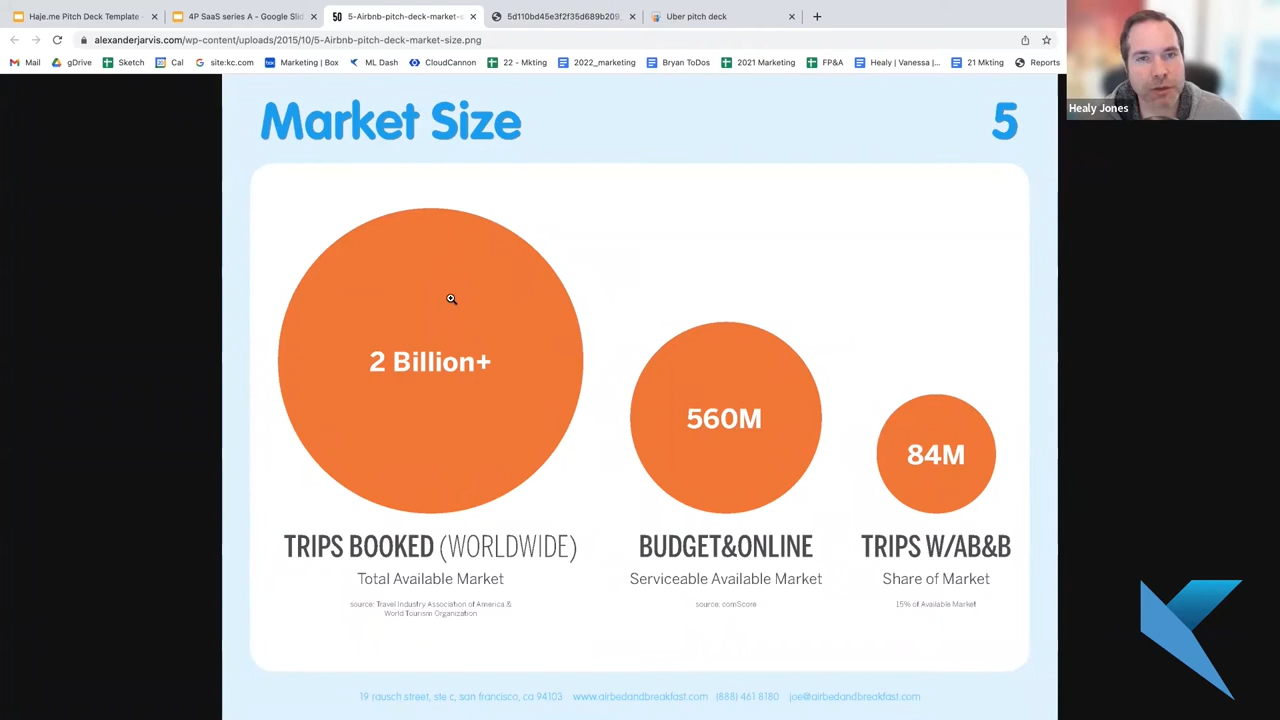 Haje.me Pitch Deck Template
4P SaaS series A - Google Slid
50 5-Airbnb-pitch-deck-market-s
5d110bd45e3f2f35d689b209_
Uber pitch deck
alexanderjarvis.com/wp-content/uploads/2015/10/5-Airbnb-pitch-deck-market-size.png
Mail gDrive Sketch Cal site:kc.com Marketing | Box ML Dash CloudCannon 22 - Mkting 2022_marketing Bryan ToDos 2021 Marketing FP&A Healy | Vanessa |... 21 Mkting Reports
Healy Jones
Market Size 5
2 Billion+
560M
84M
TRIPS BOOKED (WORLDWIDE)
Total Available Market
source: Travel Industry Association of America &
World Tourism Organization
BUDGET&ONLINE
Serviceable Available Market
source: comScore
TRIPS W/AB&B
Share of Market
15% of Available Market
19 rausch street, ste c, san francisco, ca 94103 www.airbedandbreakfast.com (888) 461 8180 joe@airbedandbreakfast.com